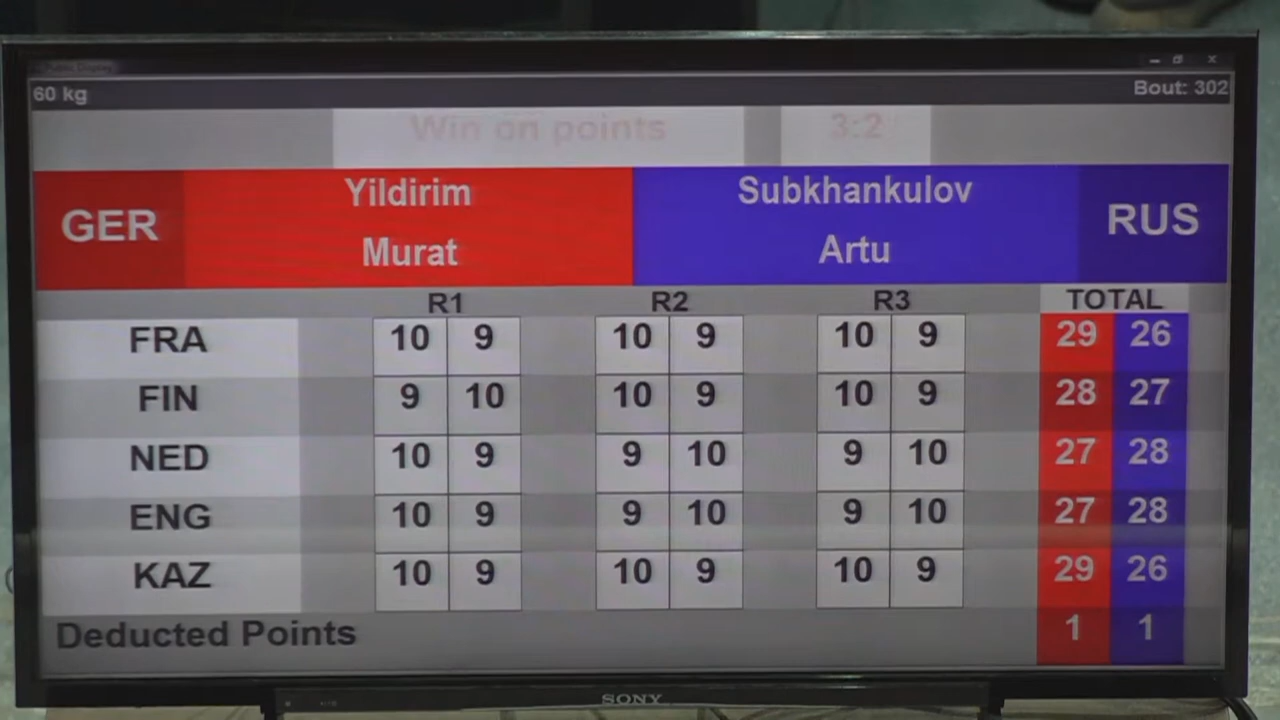 60 kg Bout: 302
Win on points 3:2
GER Yildirim Murat Subkhankulov Artu RUS
R1 R2 R3 TOTAL
FRA 10 9 10 9 10 9 29 26
FIN 9 10 10 9 10 9 28 27
NED 10 9 9 10 9 10 27 28
ENG 10 9 9 10 9 10 27 28
KAZ 10 9 10 9 10 9 29 26
Deducted Points 1 1
SONY